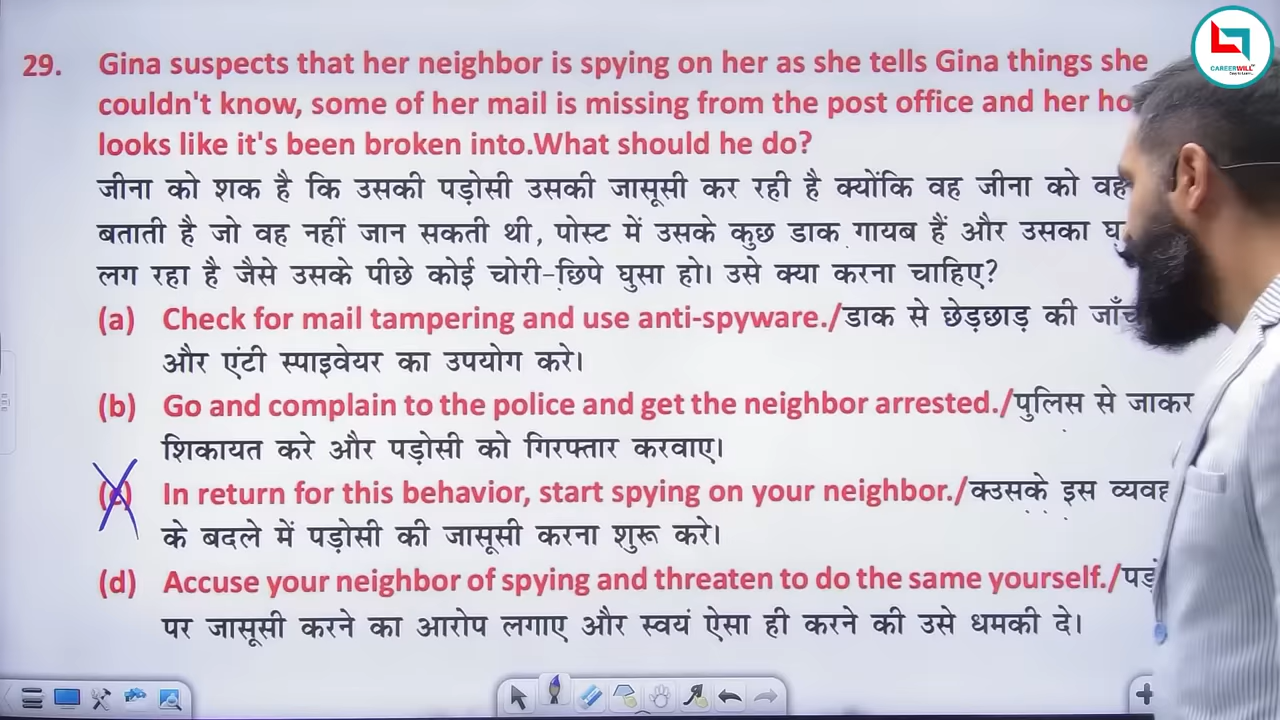 CAREERWILL
29. Gina suspects that her neighbor is spying on her as she tells Gina things she
couldn't know, some of her mail is missing from the post office and her ho
looks like it's been broken into.What should he do?
जीना को शक है कि उसकी पड़ोसी उसकी जासूसी कर रही है क्योंकि वह जीना को वह
बताती है जो वह नहीं जान सकती थी, पोस्ट में उसके कुछ डाक गायब हैं और उसका
लग रहा है जैसे उसके पीछे कोई चोरी-छिपे घुसा हो। उसे क्या करना चाहिए?
(a) Check for mail tampering and use anti-spyware./डाक से छेड़छाड़ की
और एंटी स्पाइवेयर का उपयोग करे।
(b) Go and complain to the police and get the neighbor arrested./पुलिस से जाकर
शिकायत करे और पड़ोसी को गिरफ्तार करवाए।
(c) In return for this behavior, start spying on your neighbor./क्उसके इस
के बदले में पड़ोसी की जासूसी करना शुरू करे।
(d) Accuse your neighbor of spying and threaten to do the same yourself./
पर जासूसी करने का आरोप लगाए और स्वयं ऐसा ही करने की उसे धमकी दे।